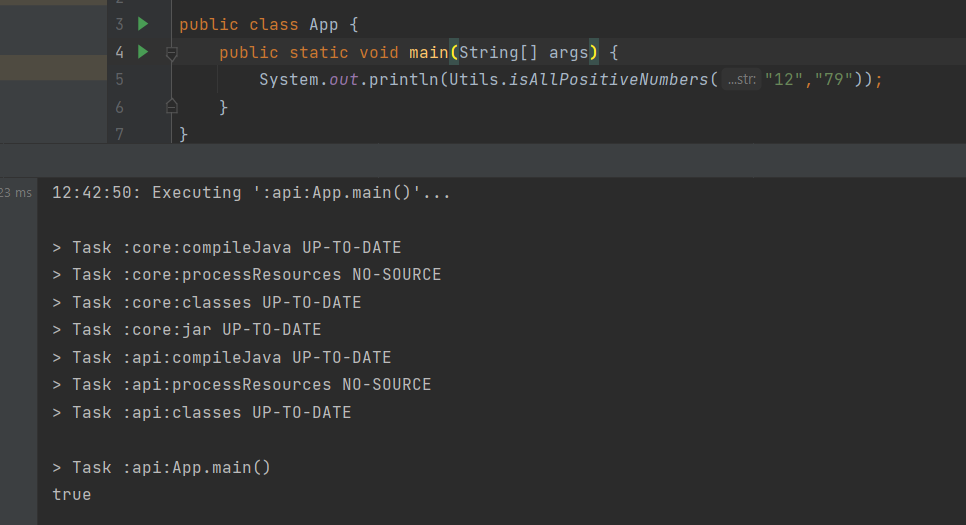 3 public class App {
4 public static void main(String[] args) {
5 System.out.println(Utils.isAllPositiveNumbers( ...str: "12","79"));
6 }
7 }
23 ms 12:42:50: Executing ':api:App.main()'...
> Task :core:compileJava UP-TO-DATE
> Task :core:processResources NO-SOURCE
> Task :core:classes UP-TO-DATE
> Task :core:jar UP-TO-DATE
> Task :api:compileJava UP-TO-DATE
> Task :api:processResources NO-SOURCE
> Task :api:classes UP-TO-DATE
> Task :api:App.main()
true